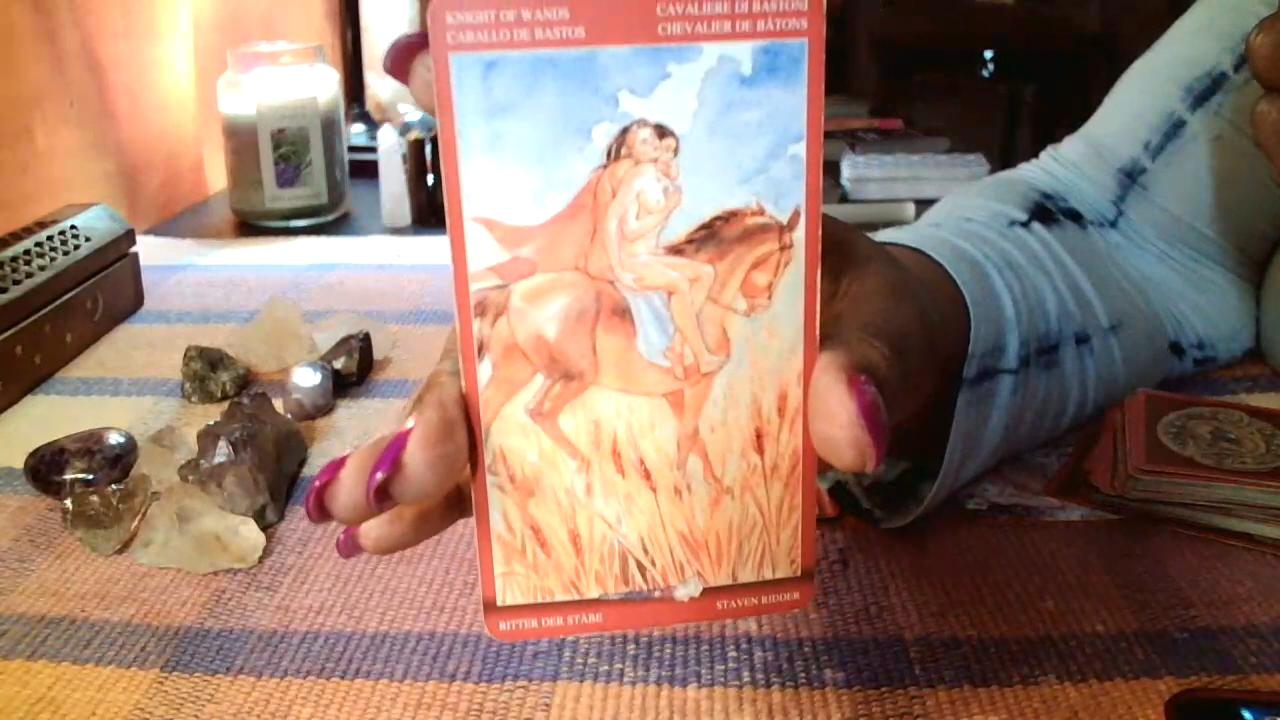 KNIGHT OF WANDS
CABALLO DE BASTOS
CAVALIERE DI BASTONI
CHEVALIER DE BÂTONS
RITTER DER STÄBE
STAVEN RIDDER